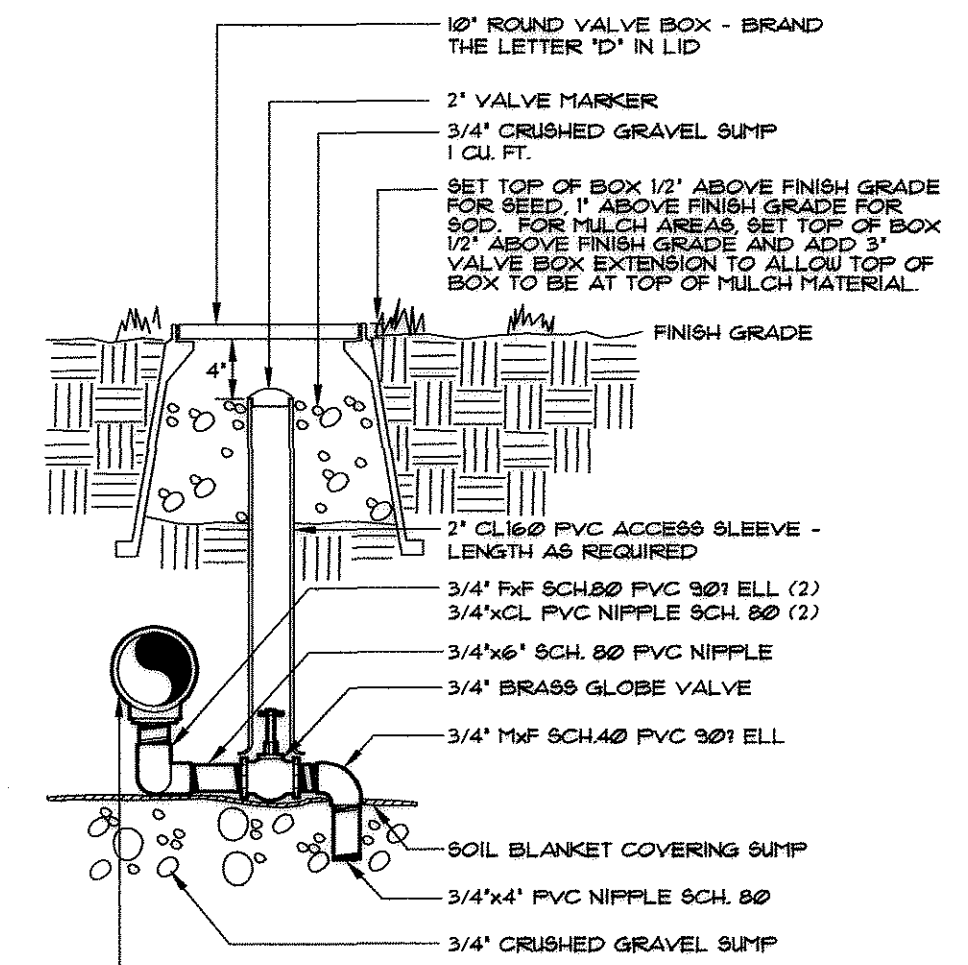 10" ROUND VALVE BOX - BRAND
THE LETTER "D" IN LID
2" VALVE MARKER
3/4" CRUSHED GRAVEL SUMP
1 CU. FT.
SET TOP OF BOX 1/2" ABOVE FINISH GRADE
FOR SEED, 1" ABOVE FINISH GRADE FOR
SOD. FOR MULCH AREAS, SET TOP OF BOX
1/2" ABOVE FINISH GRADE AND ADD 3"
VALVE BOX EXTENSION TO ALLOW TOP OF
BOX TO BE AT TOP OF MULCH MATERIAL.
FINISH GRADE
4"
2" CL160 PVC ACCESS SLEEVE -
LENGTH AS REQUIRED
3/4" FxF SCH.80 PVC 90? ELL (2)
3/4"xCL PVC NIPPLE SCH. 80 (2)
3/4"x6" SCH. 80 PVC NIPPLE
3/4" BRASS GLOBE VALVE
3/4" MxF SCH.40 PVC 90? ELL
SOIL BLANKET COVERING SUMP
3/4"x4" PVC NIPPLE SCH. 80
3/4" CRUSHED GRAVEL SUMP